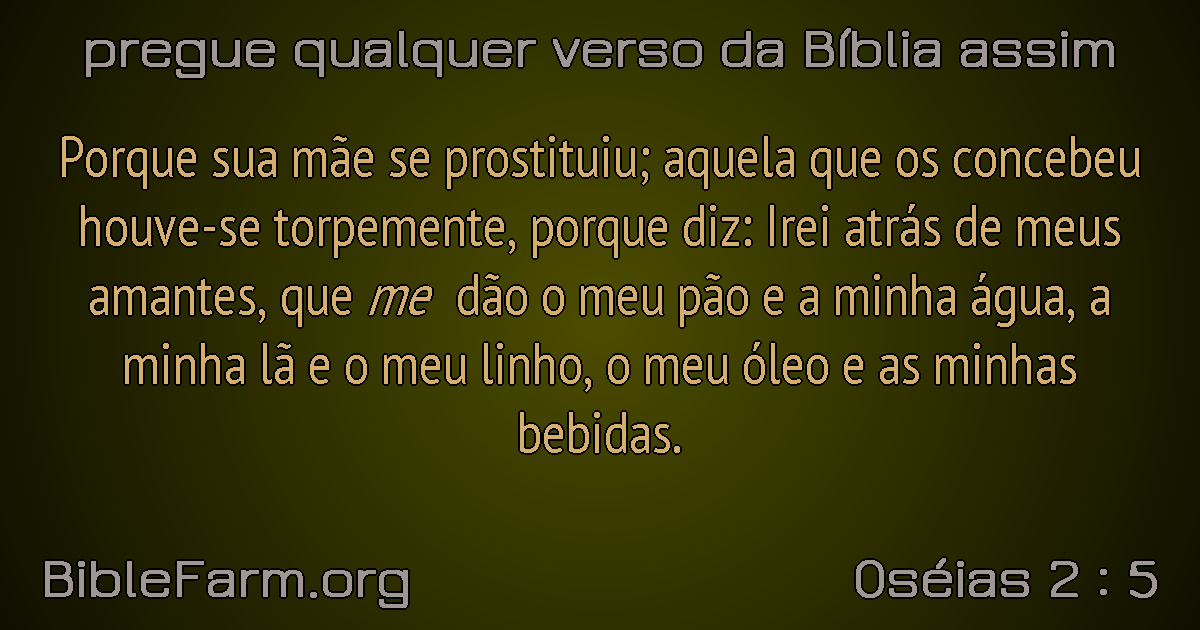 pregue qualquer verso da Bíblia assim
Porque sua mãe se prostituiu; aquela que os concebeu
houve-se torpemente, porque diz: Irei atrás de meus
amantes, que me dão o meu pão e a minha água, a
minha lã e o meu linho, o meu óleo e as minhas
bebidas.
BibleFarm.org
Oséias 2 : 5